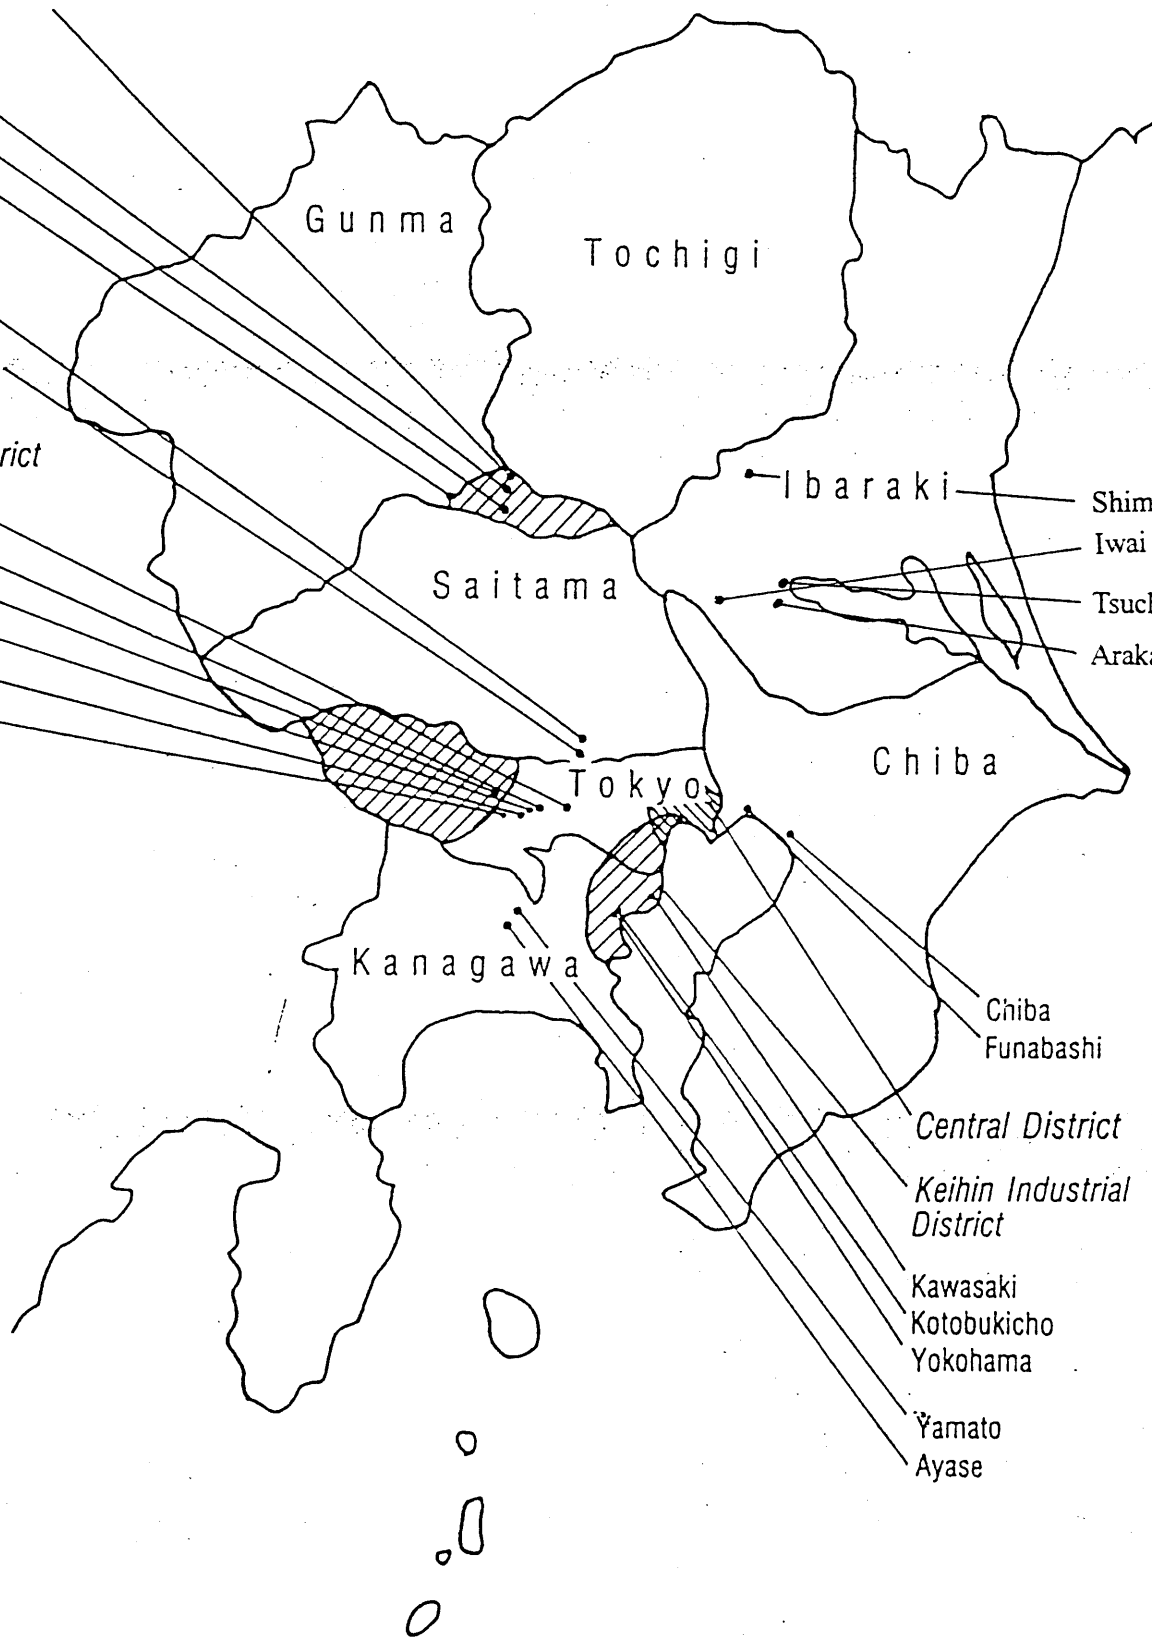 Gunma
Tochigi
rict
Ibaraki
Shim
Iwai
Saitama
Tsuch
Araka
Chiba
Tokyo
Kanagawa
Chiba
Funabashi
Central District
Keihin Industrial
District
Kawasaki
Kotobukicho
Yokohama
Yamato
Ayase